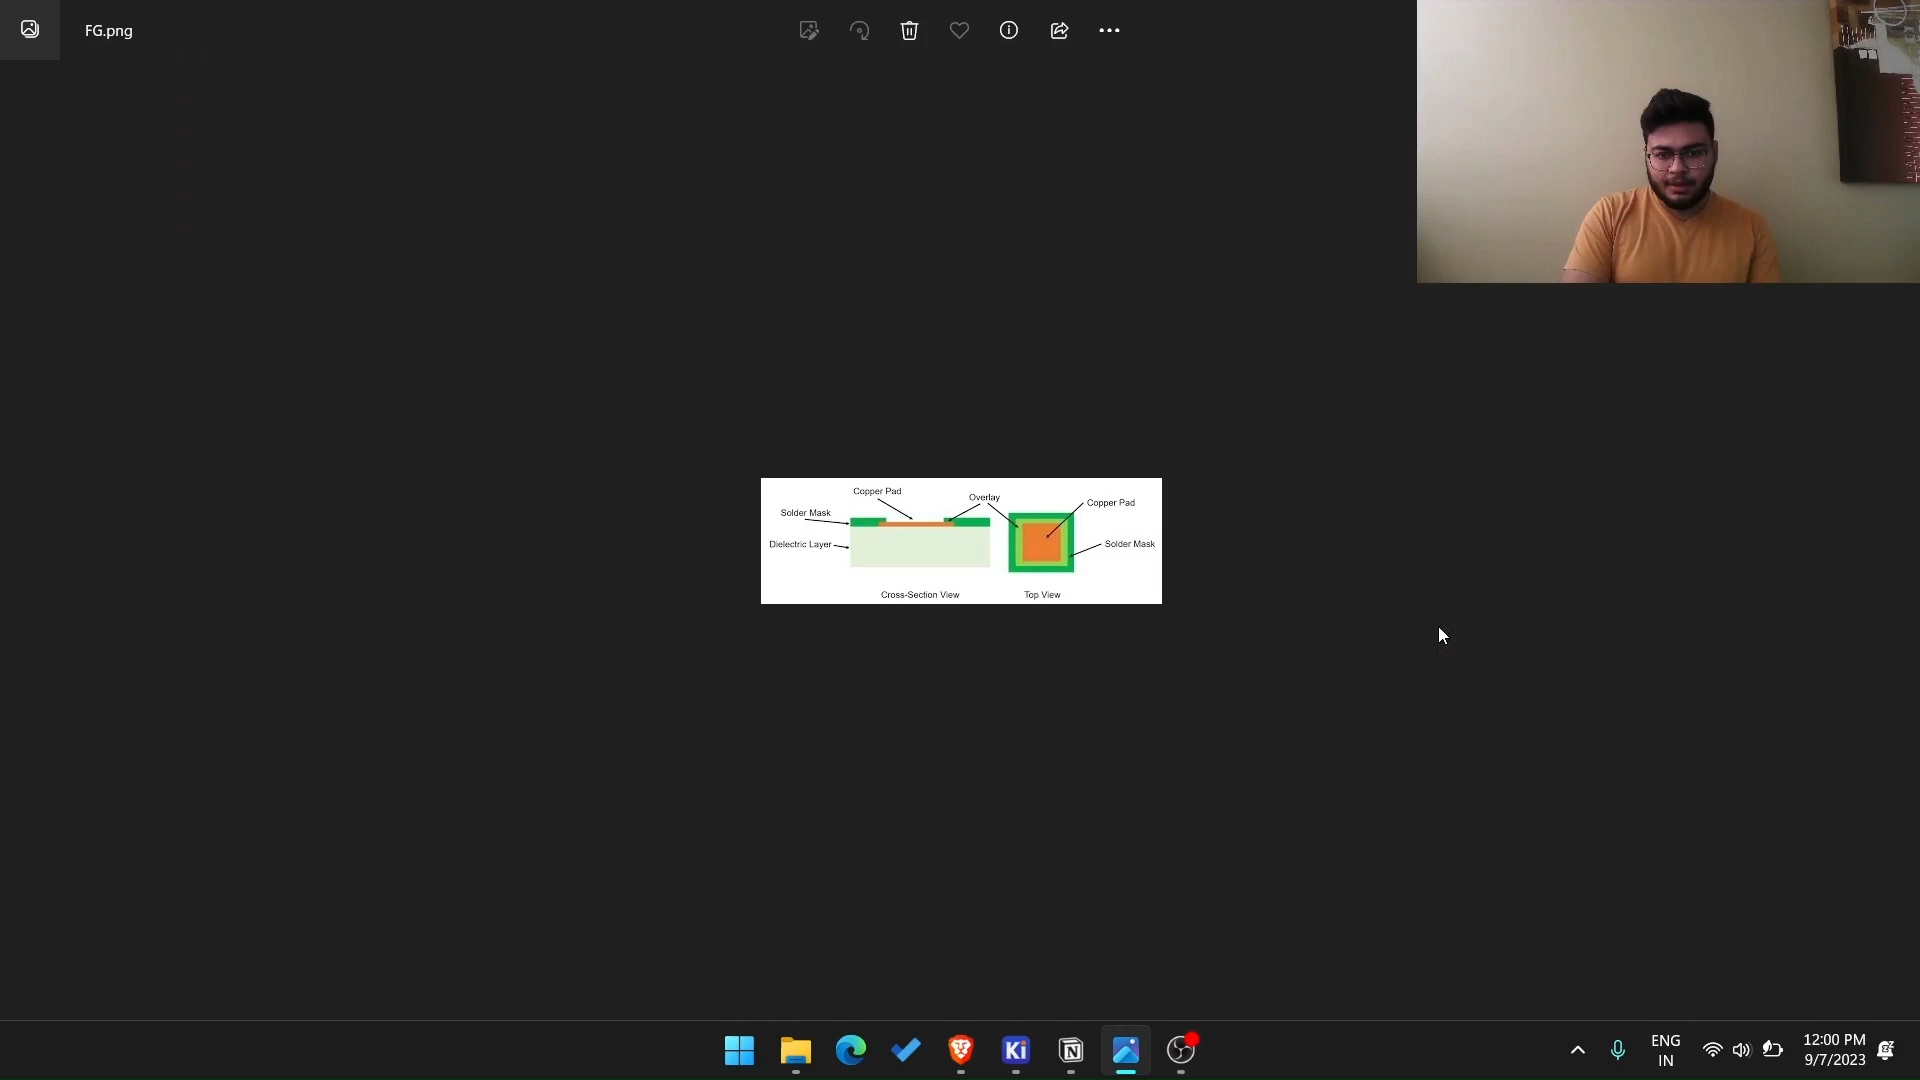 FG.png
Copper Pad
Overlay
Copper Pad
Solder Mask
Dielectric Layer
Solder Mask
Cross-Section View
Top View
Ki
N
ENG
IN
12:00 PM
9/7/2023